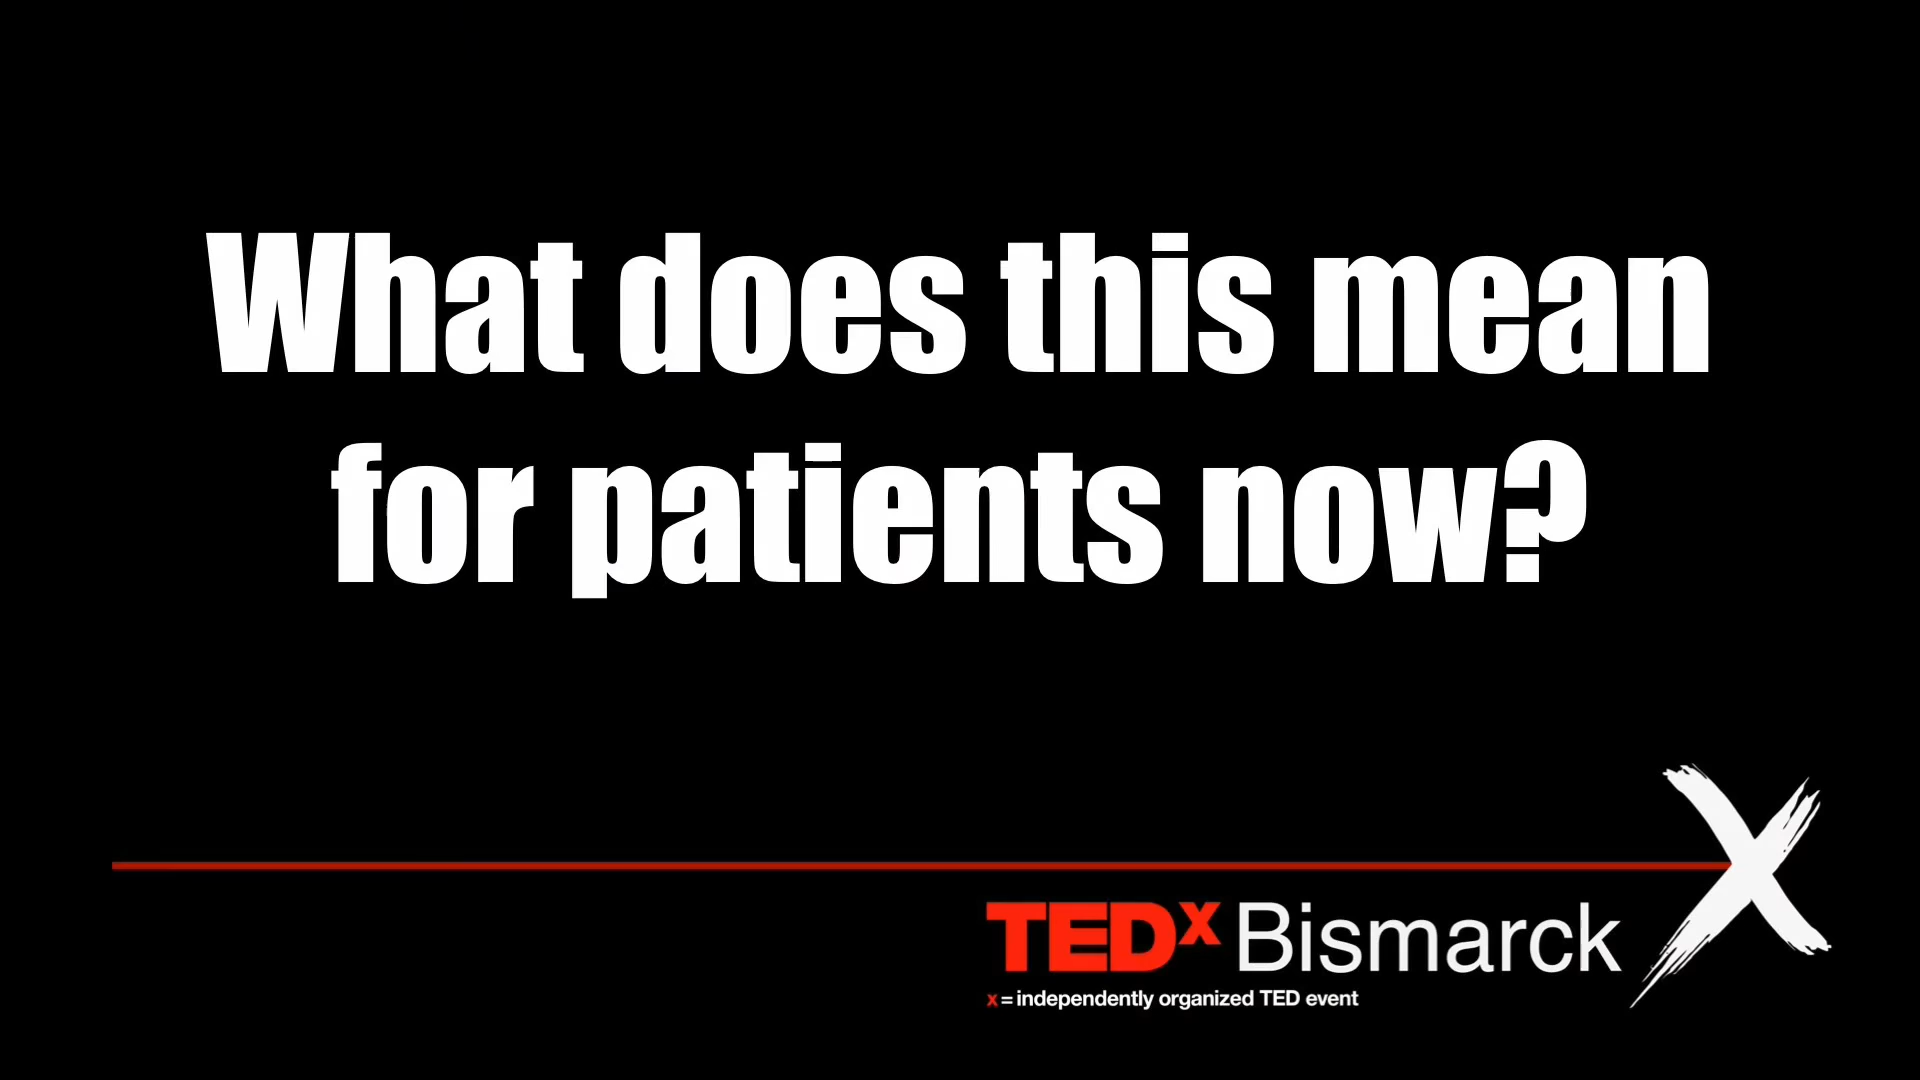 What does this mean
for patients now?
TEDx Bismarck
x = independently organized TED event